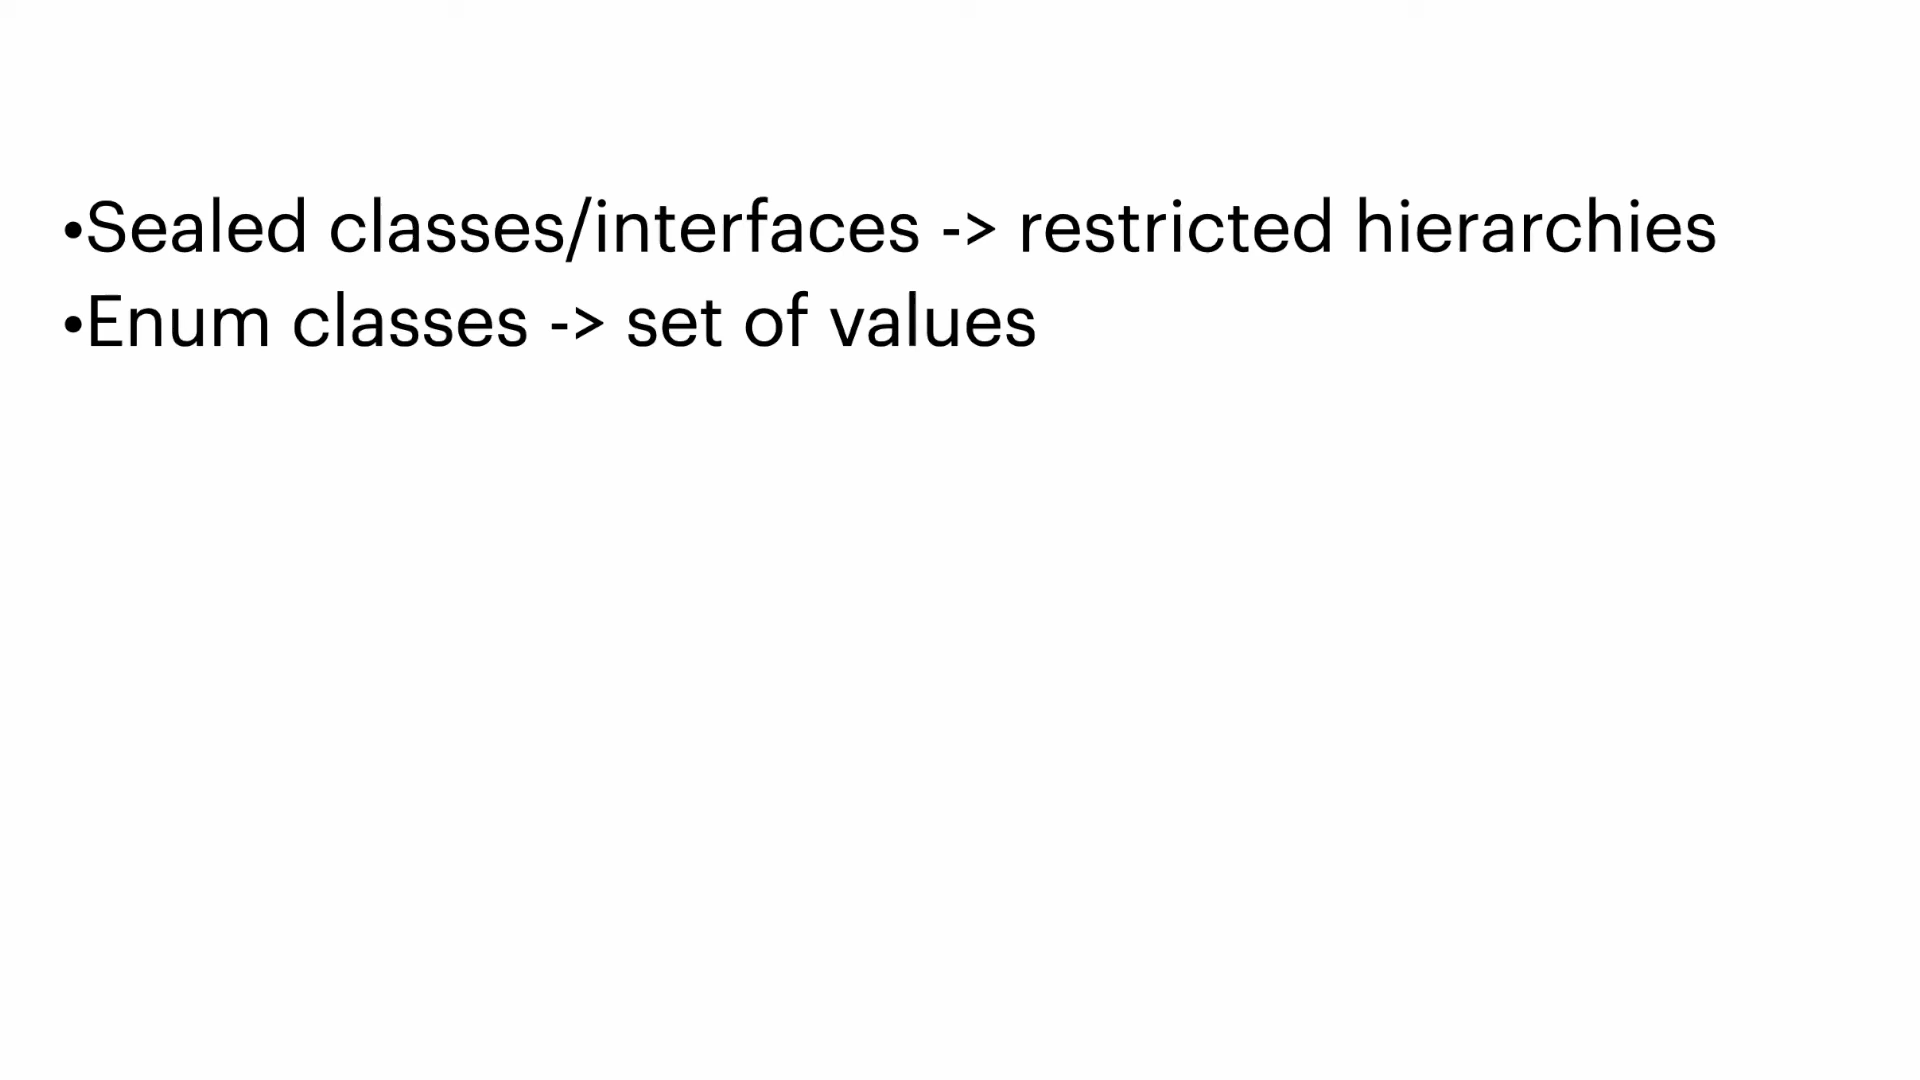 •Sealed classes/interfaces -> restricted hierarchies
•Enum classes -> set of values